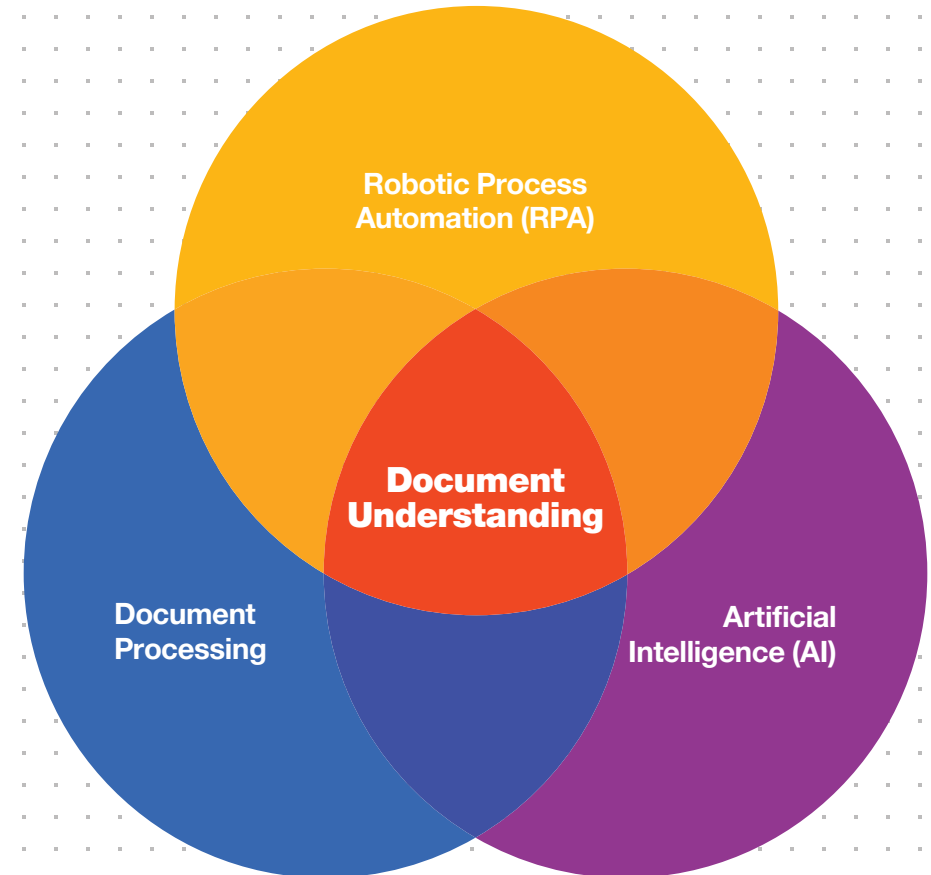 Robotic Process
Automation (RPA)
Document
Understanding
Document
Processing
Artificial
Intelligence (AI)